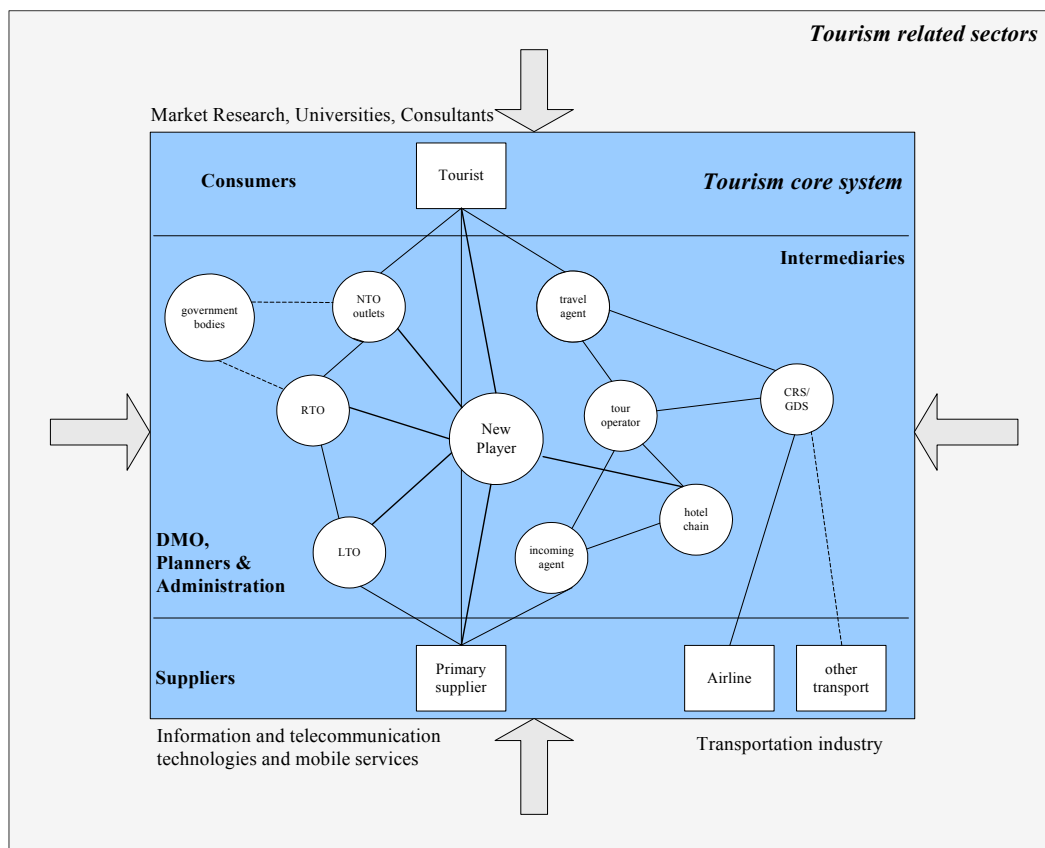 Tourism related sectors
Market Research, Universities, Consultants
Consumers
Tourist
Tourism core system
Intermediaries
government
bodies
NTO
outlets
travel
agent
RTO
New
Player
tour
operator
CRS/
GDS
LTO
incoming
agent
hotel
chain
DMO,
Planners &
Administration
Suppliers
Primary
supplier
Airline
other
transport
Information and telecommunication
technologies and mobile services
Transportation industry